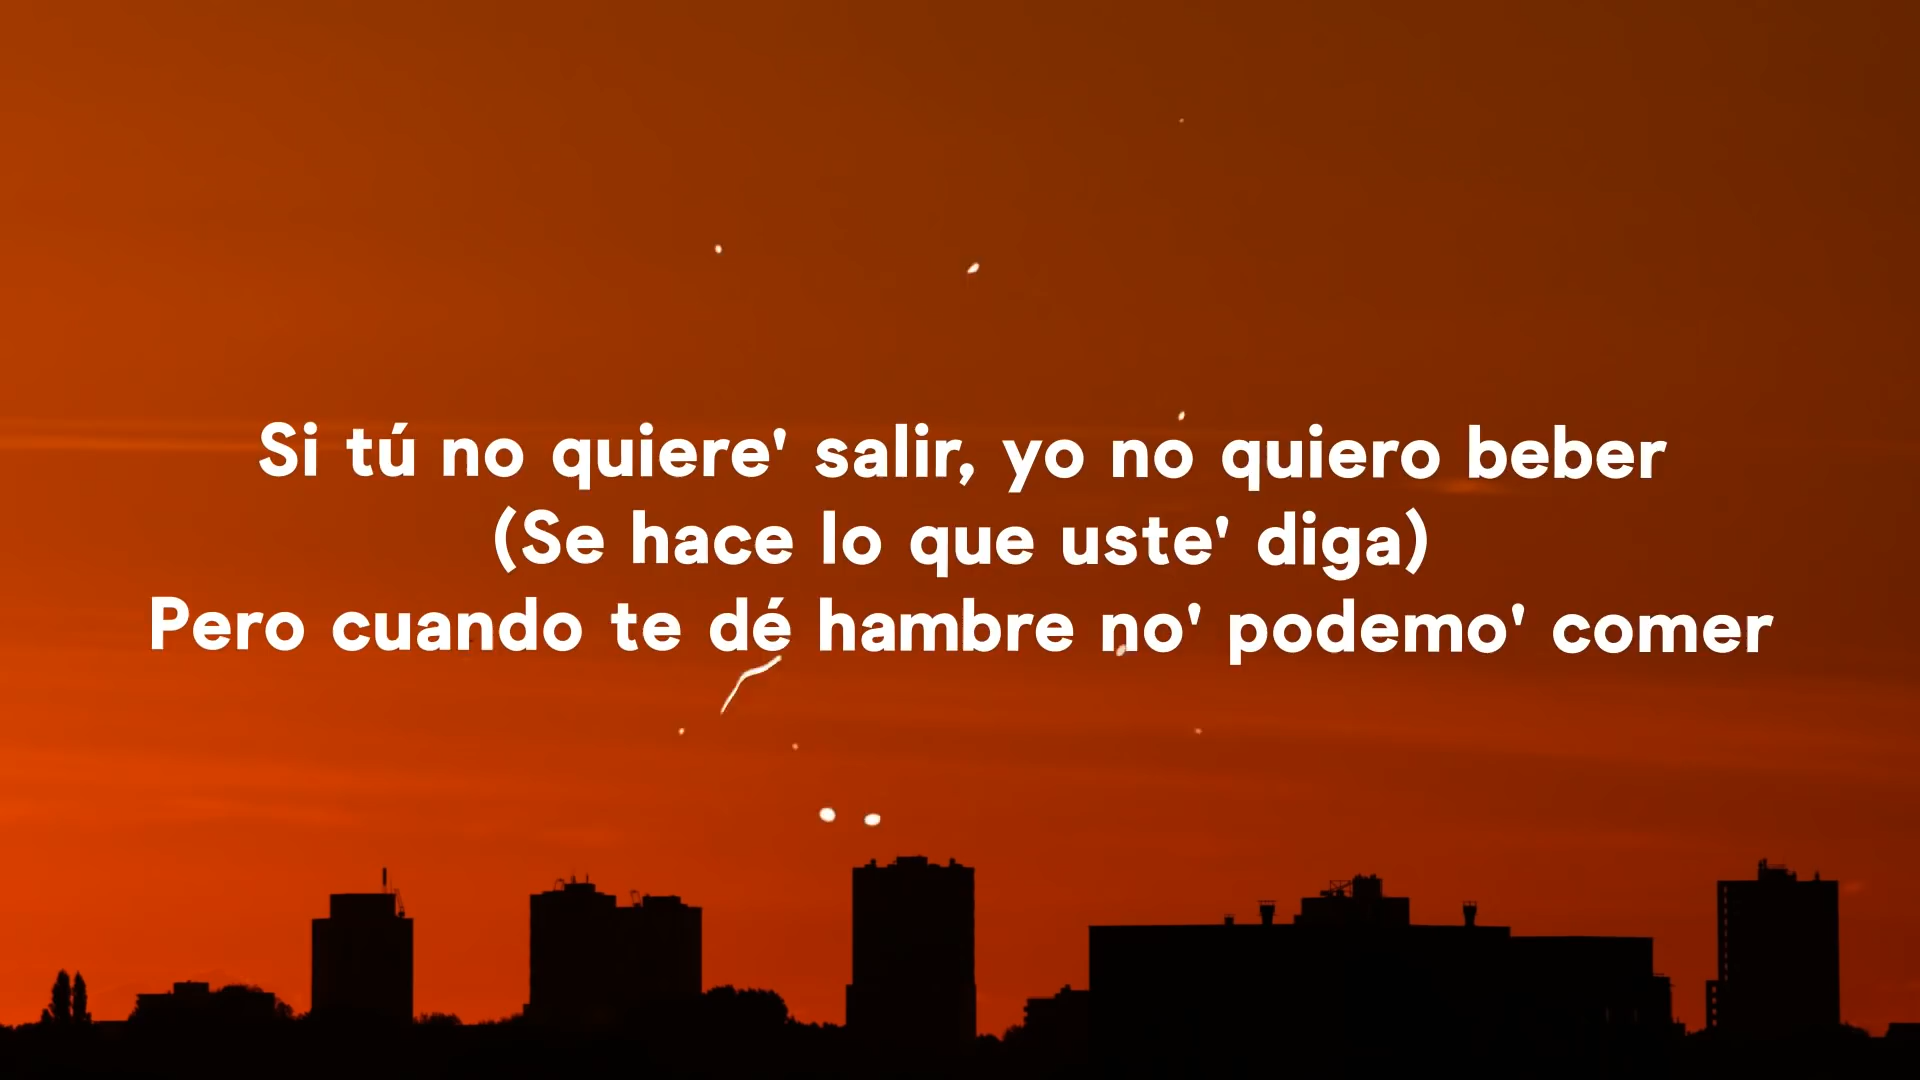 Si tú no quiere' salir, yo no quiero beber
(Se hace lo que uste' diga)
Pero cuando te dé hambre no' podemo' comer